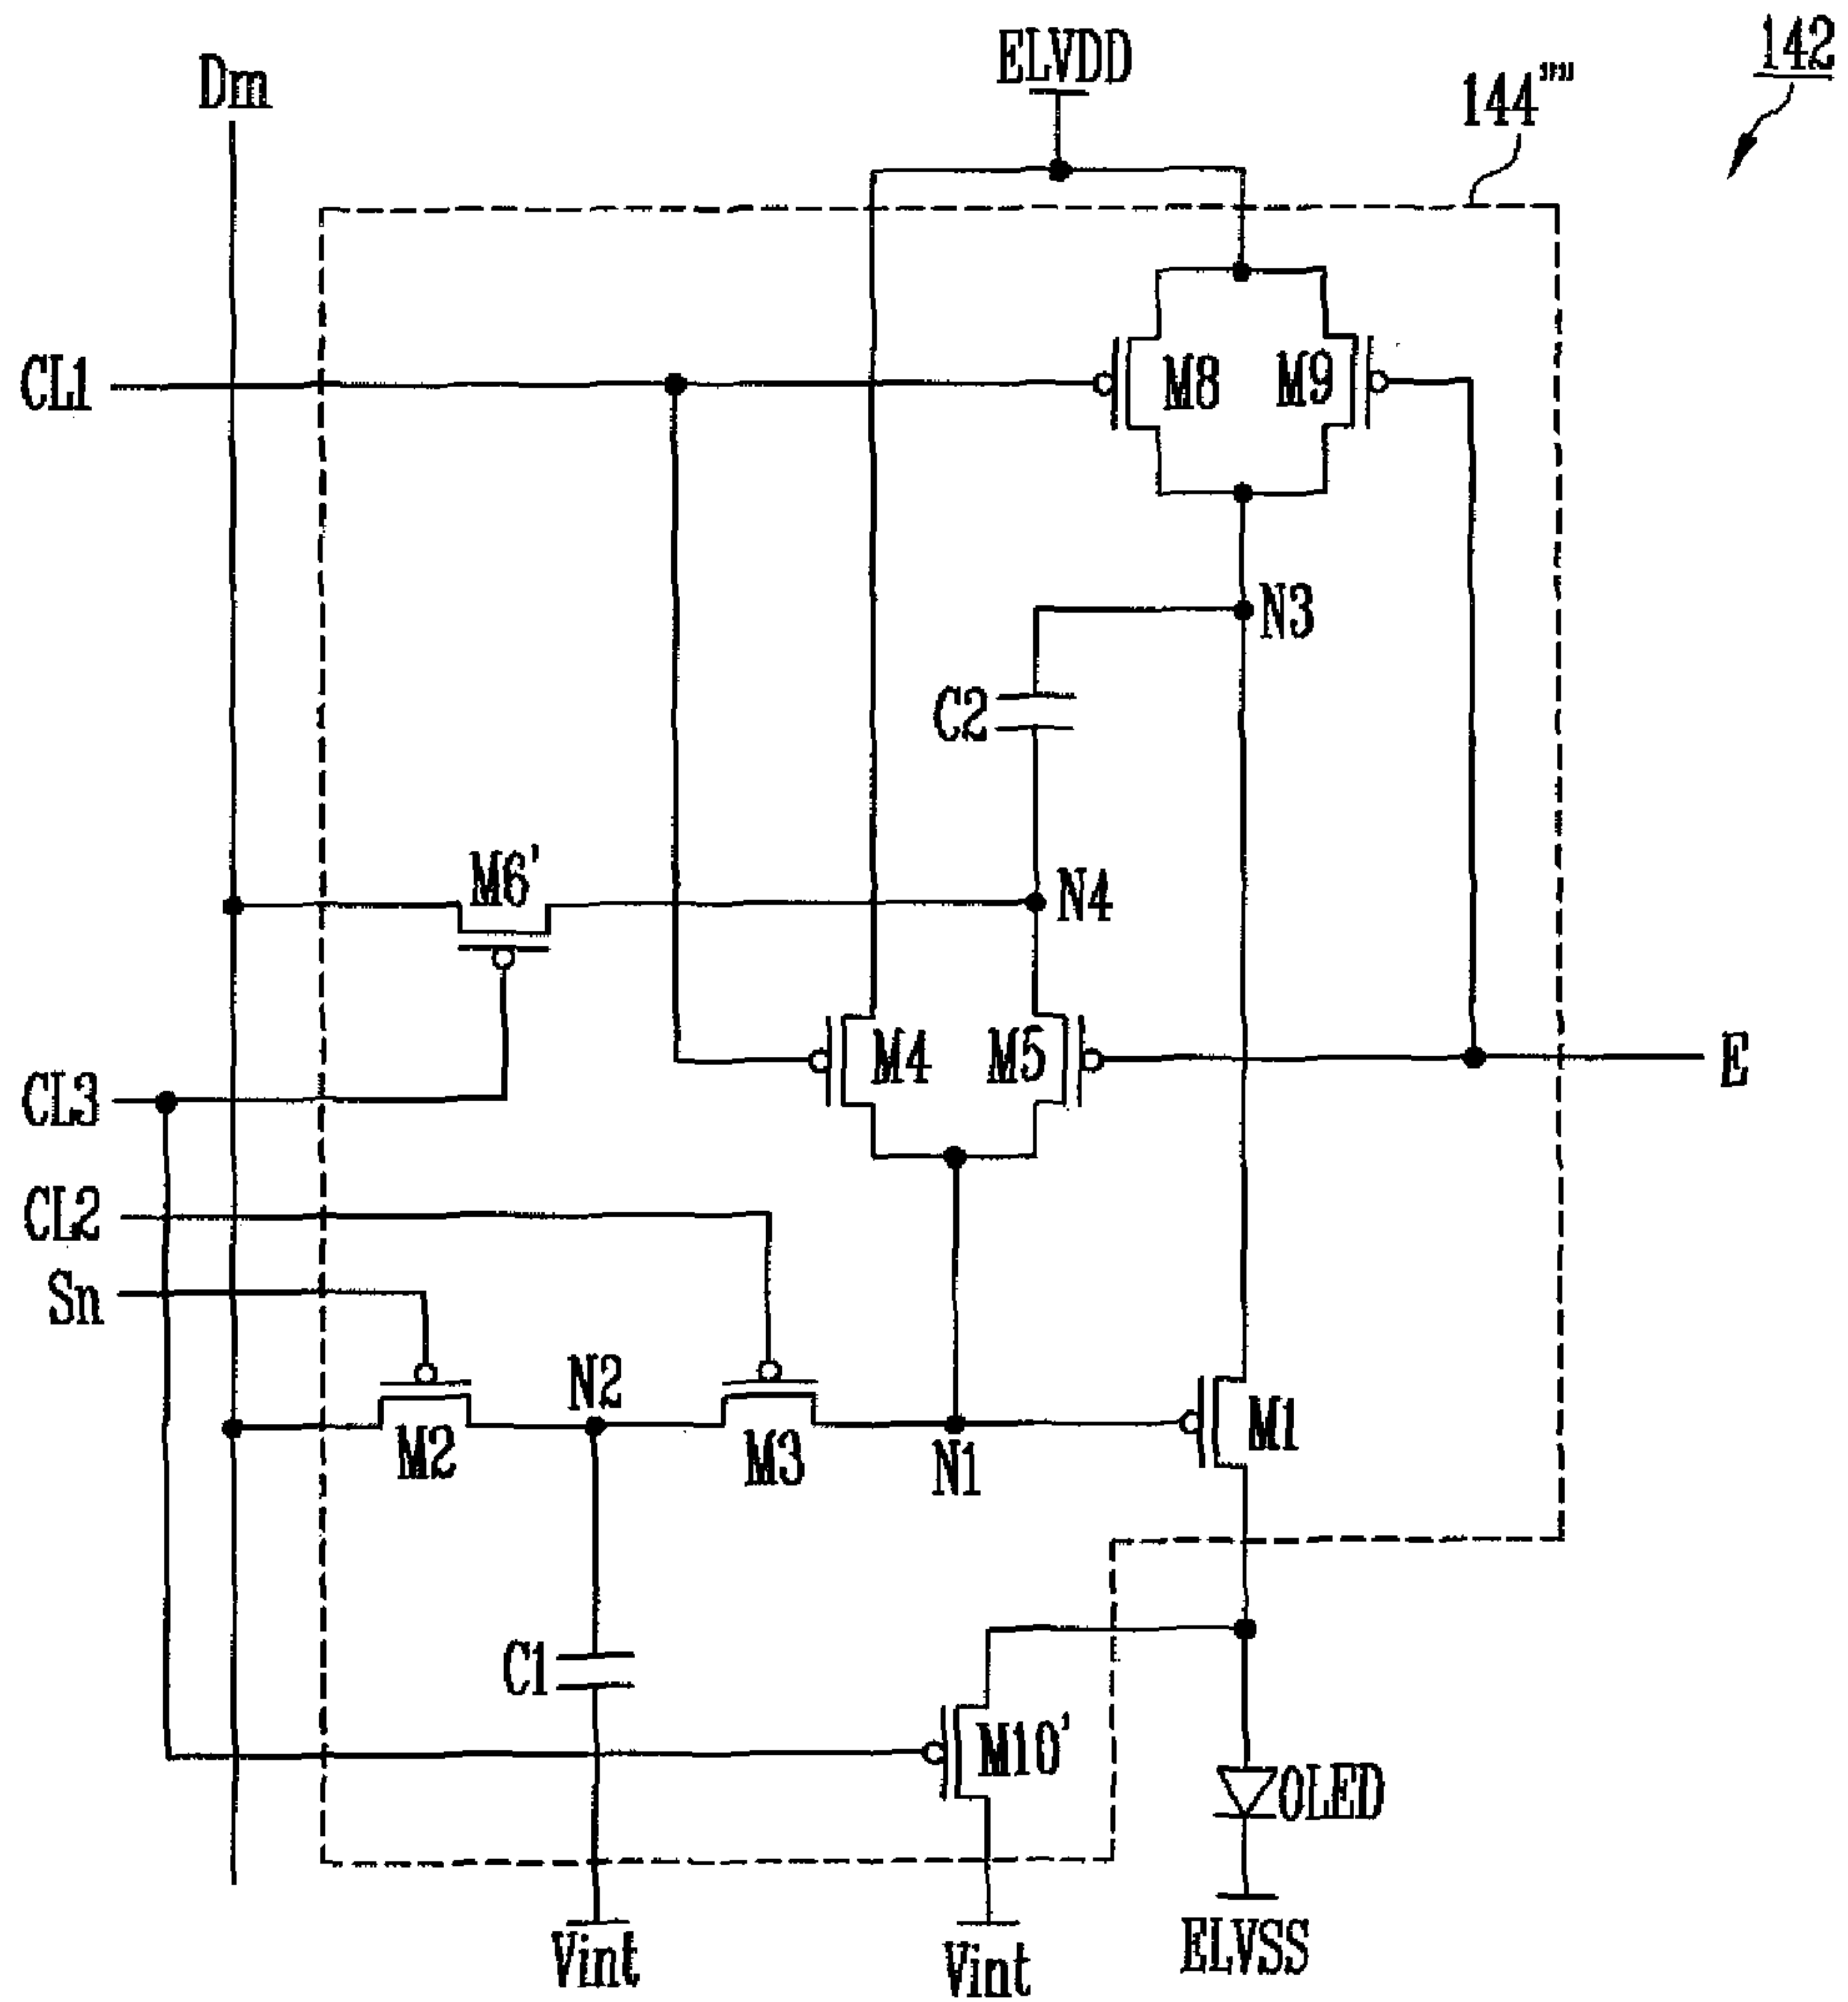 142
ELVDD
Dm
144'''''
CL1
M8
M9
N3
C2
M6'
N4
M4
M5
E
CL3
CL2
Sn
N2
M2
M3
N1
M1
C1
M10'
OLED
Vint
Vint
ELVSS